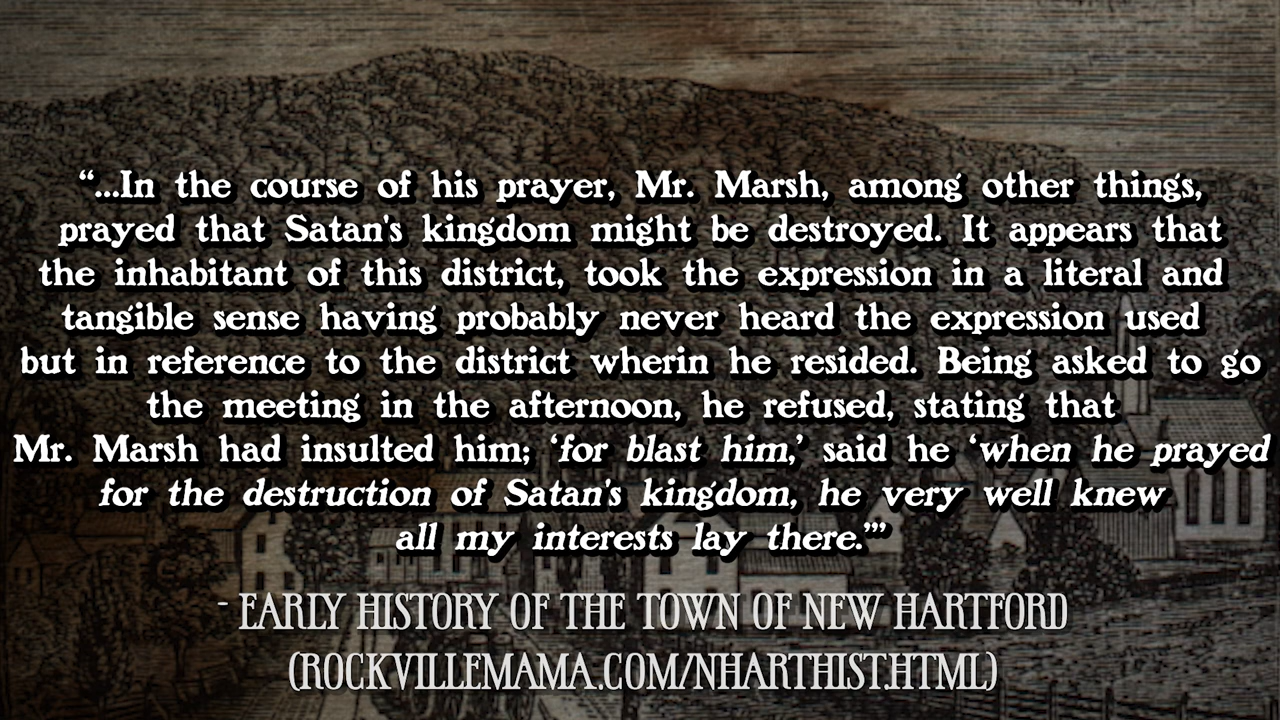 “...In the course of his prayer, Mr. Marsh, among other things,
prayed that Satan's kingdom might be destroyed. It appears that
the inhabitant of this district, took the expression in a literal and
tangible sense having probably never heard the expression used
but in reference to the district wherin he resided. Being asked to go
the meeting in the afternoon, he refused, stating that
Mr. Marsh had insulted him; ‘for blast him,’ said he ‘when he prayed
for the destruction of Satan's kingdom, he very well knew
all my interests lay there.’”
- EARLY HISTORY OF THE TOWN OF NEW HARTFORD
(ROCKVILLEMAMA.COM/NHARTHIST.HTML)